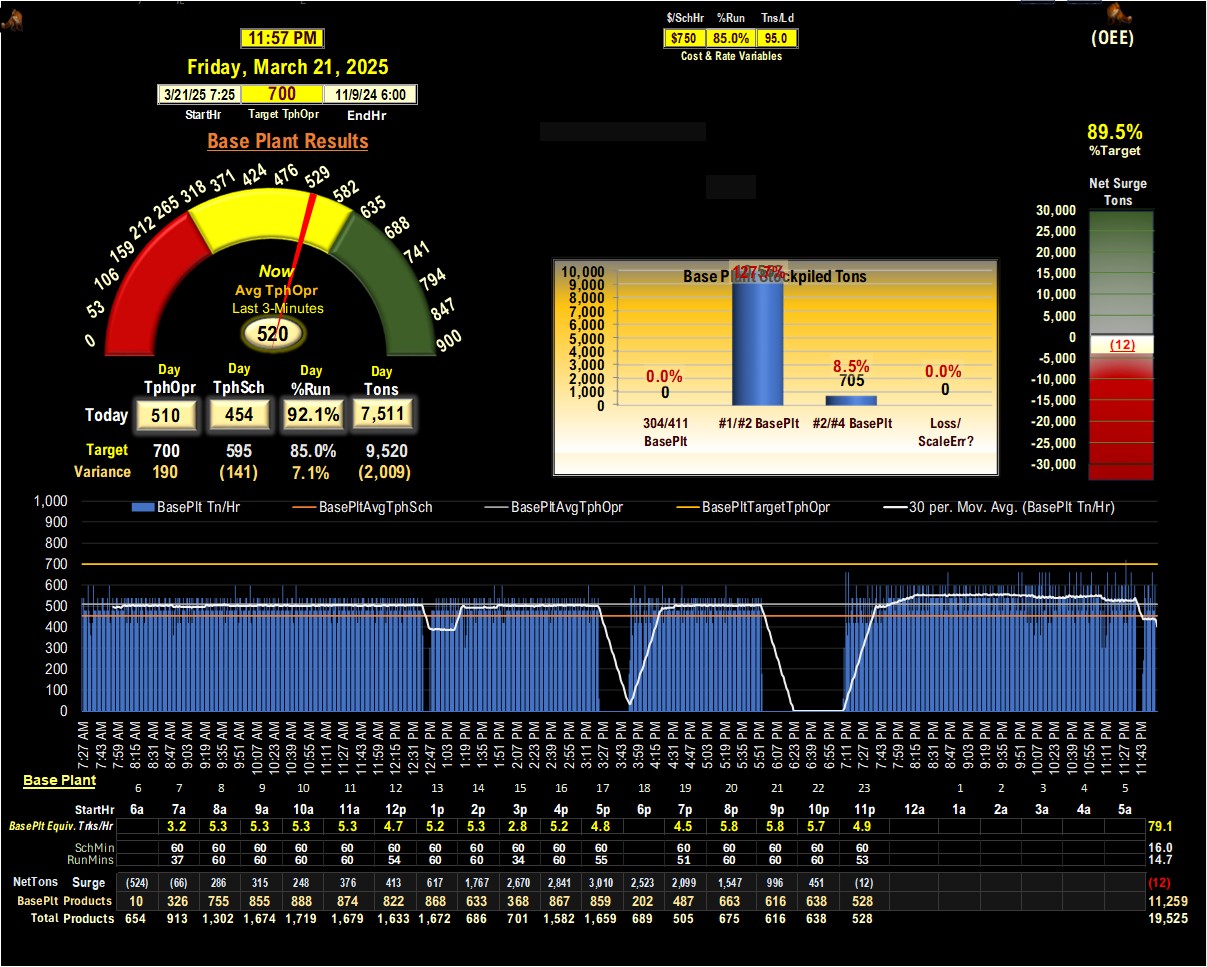 $/SchHr %Run Tns/Ld
$750 85.0% 95.0
Cost & Rate Variables
(OEE)
11:57 PM
Friday, March 21, 2025
3/21/25 7:25 700 11/9/24 6:00
StartHr Target TphOpr EndHr
Base Plant Results
89.5%
%Target
Net Surge
Tons
30,000
25,000
20,000
15,000
10,000
5,000
0
(12)
-5,000
-10,000
-15,000
-20,000
-25,000
-30,000
0 53 106 159 212 265 318 371 424 476 529 582 635 688 741 794 847 900
Now
Avg TphOpr
Last 3-Minutes
520
Day Day Day Day
TphOpr TphSch %Run Tons
Today 510 454 92.1% 7,511
Target 700 595 85.0% 9,520
Variance 190 (141) 7.1% (2,009)
Base Plant Stockpiled Tons
10,000
9,000
8,000
7,000
6,000
5,000
4,000
3,000
2,000
1,000
0
127.7%
0.0% 8.5% 0.0%
0 705 0
304/411 BasePlt
#1/#2 BasePlt
#2/#4 BasePlt
Loss/ ScaleErr?
BasePlt Tn/Hr BasePltAvgTphSch BasePltAvgTphOpr BasePltTargetTphOpr 30 per. Mov. Avg. (BasePlt Tn/Hr)
1,000
900
800
700
600
500
400
300
200
100
0
7:27 AM 7:43 AM 7:59 AM 8:15 AM 8:31 AM 8:47 AM 9:03 AM 9:19 AM 9:35 AM 9:51 AM 10:07 AM 10:23 AM 10:39 AM 10:55 AM 11:11 AM 11:27 AM 11:43 AM 11:59 AM 12:15 PM 12:31 PM 12:47 PM 1:03 PM 1:19 PM 1:35 PM 1:51 PM 2:07 PM 2:23 PM 2:39 PM 2:55 PM 3:11 PM 3:27 PM 3:43 PM 3:59 PM 4:15 PM 4:31 PM 4:47 PM 5:03 PM 5:19 PM 5:35 PM 5:51 PM 6:07 PM 6:23 PM 6:39 PM 6:55 PM 7:11 PM 7:27 PM 7:43 PM 7:59 PM 8:15 PM 8:31 PM 8:47 PM 9:03 PM 9:19 PM 9:35 PM 9:51 PM 10:07 PM 10:23 PM 10:39 PM 10:55 PM 11:11 PM 11:27 PM 11:43 PM
Base Plant
6 7 8 9 10 11 12 13 14 15 16 17 18 19 20 21 22 23 1 2 3 4 5
StartHr 6a 7a 8a 9a 10a 11a 12p 1p 2p 3p 4p 5p 6p 7p 8p 9p 10p 11p 12a 1a 2a 3a 4a 5a
BasePlt Equiv. Trks/Hr 3.2 5.3 5.3 5.3 5.3 4.7 5.2 5.3 2.8 5.2 4.8 4.5 5.8 5.8 5.7 4.9 79.1
SchMin 60 60 60 60 60 60 60 60 60 60 60 60 60 60 60 60 16.0
RunMins 37 60 60 60 60 54 60 60 34 60 55 51 60 60 60 53 14.7
NetTons Surge (524) (66) 286 315 248 376 413 617 1,767 2,670 2,841 3,010 2,523 2,099 1,547 996 451 (12) (12)
BasePlt Products 10 326 755 855 888 874 822 868 633 368 867 859 202 487 663 616 638 528 11,259
Total Products 654 913 1,302 1,674 1,719 1,679 1,633 1,672 686 701 1,582 1,659 689 505 675 616 638 528 19,525